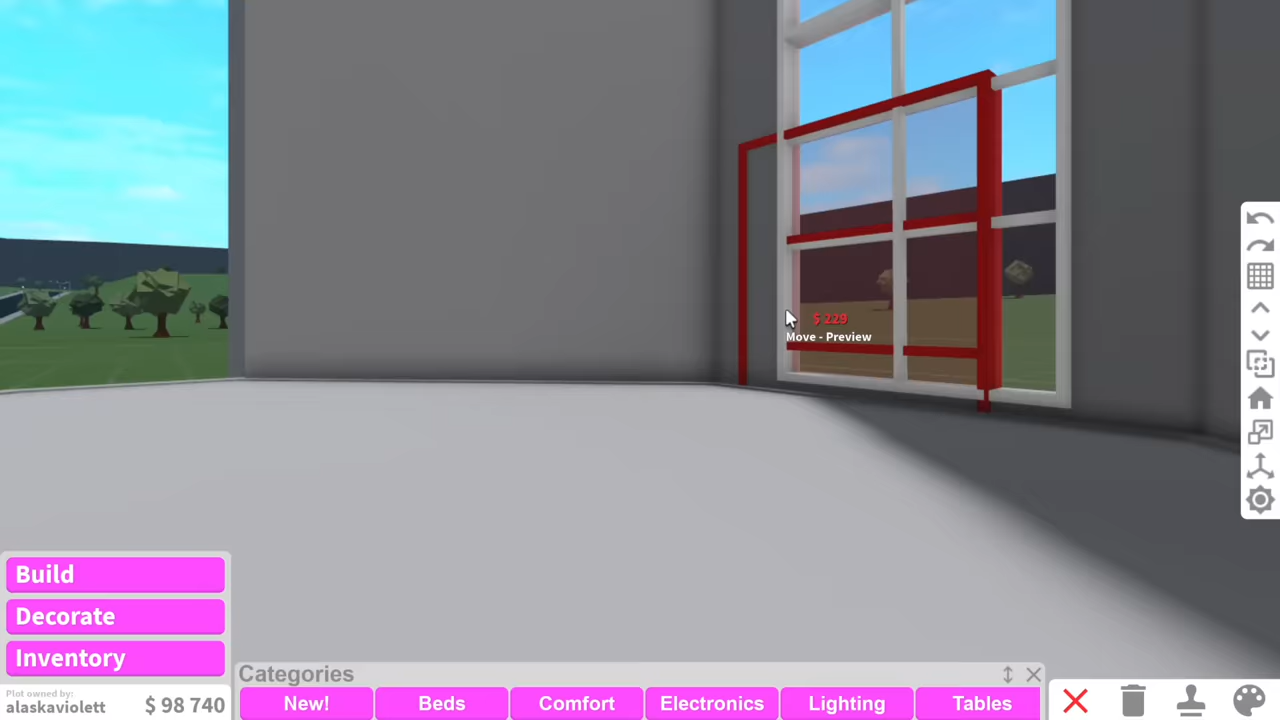 $ 229
Move - Preview
Build
Decorate
Inventory
Plot owned by:
alaskaviolett
$ 98 740
Categories
New!
Beds
Comfort
Electronics
Lighting
Tables